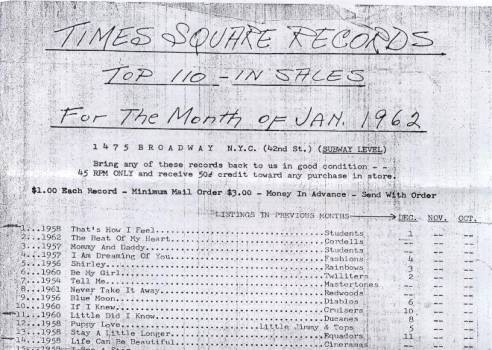 TIMES SQUARE RECORDS
TOP 110 - IN SALES
FOR THE MONTH OF JAN. 1962
1475 BROADWAY N.Y.C. (42nd St.) (SUBWAY LEVEL)
Bring any of these records back to us in good condition - -
45 RPM ONLY and receive 50¢ credit toward any purchase in store.
$1.00 Each Record - Minimum Mail Order $3.00 - Money In Advance - Send With Order
LISTINGS IN PREVIOUS MONTHS → DEC. NOV. OCT.
1...1958 That's How I Feel Students 1 -- --
2...1962 The Beat Of My Heart Cordells -- -- --
3...1957 Mommy And Daddy Students -- -- --
4...1957 I Am Dreaming Of You Fashions 4 -- --
5...1956 Shirley Rainbows 3 -- --
6...1960 Be My Girl Twiliters 2 -- --
7...1954 Tell Me Mastertones -- -- --
8...1961 Never Take It Away Redwoods -- -- --
9...1956 Blue Moon Diablos 6 -- --
10...1960 If I Knew Cruisers 10 -- --
11...1960 Little Did I Know Ducanes 8 -- --
12...1958 Puppy Love Little Jimmy & Tops 5 -- --
13...1958 Stay A Little Longer Equadors 11 -- --
14...1958 Life Can Be Beautiful Cineramas -- -- --